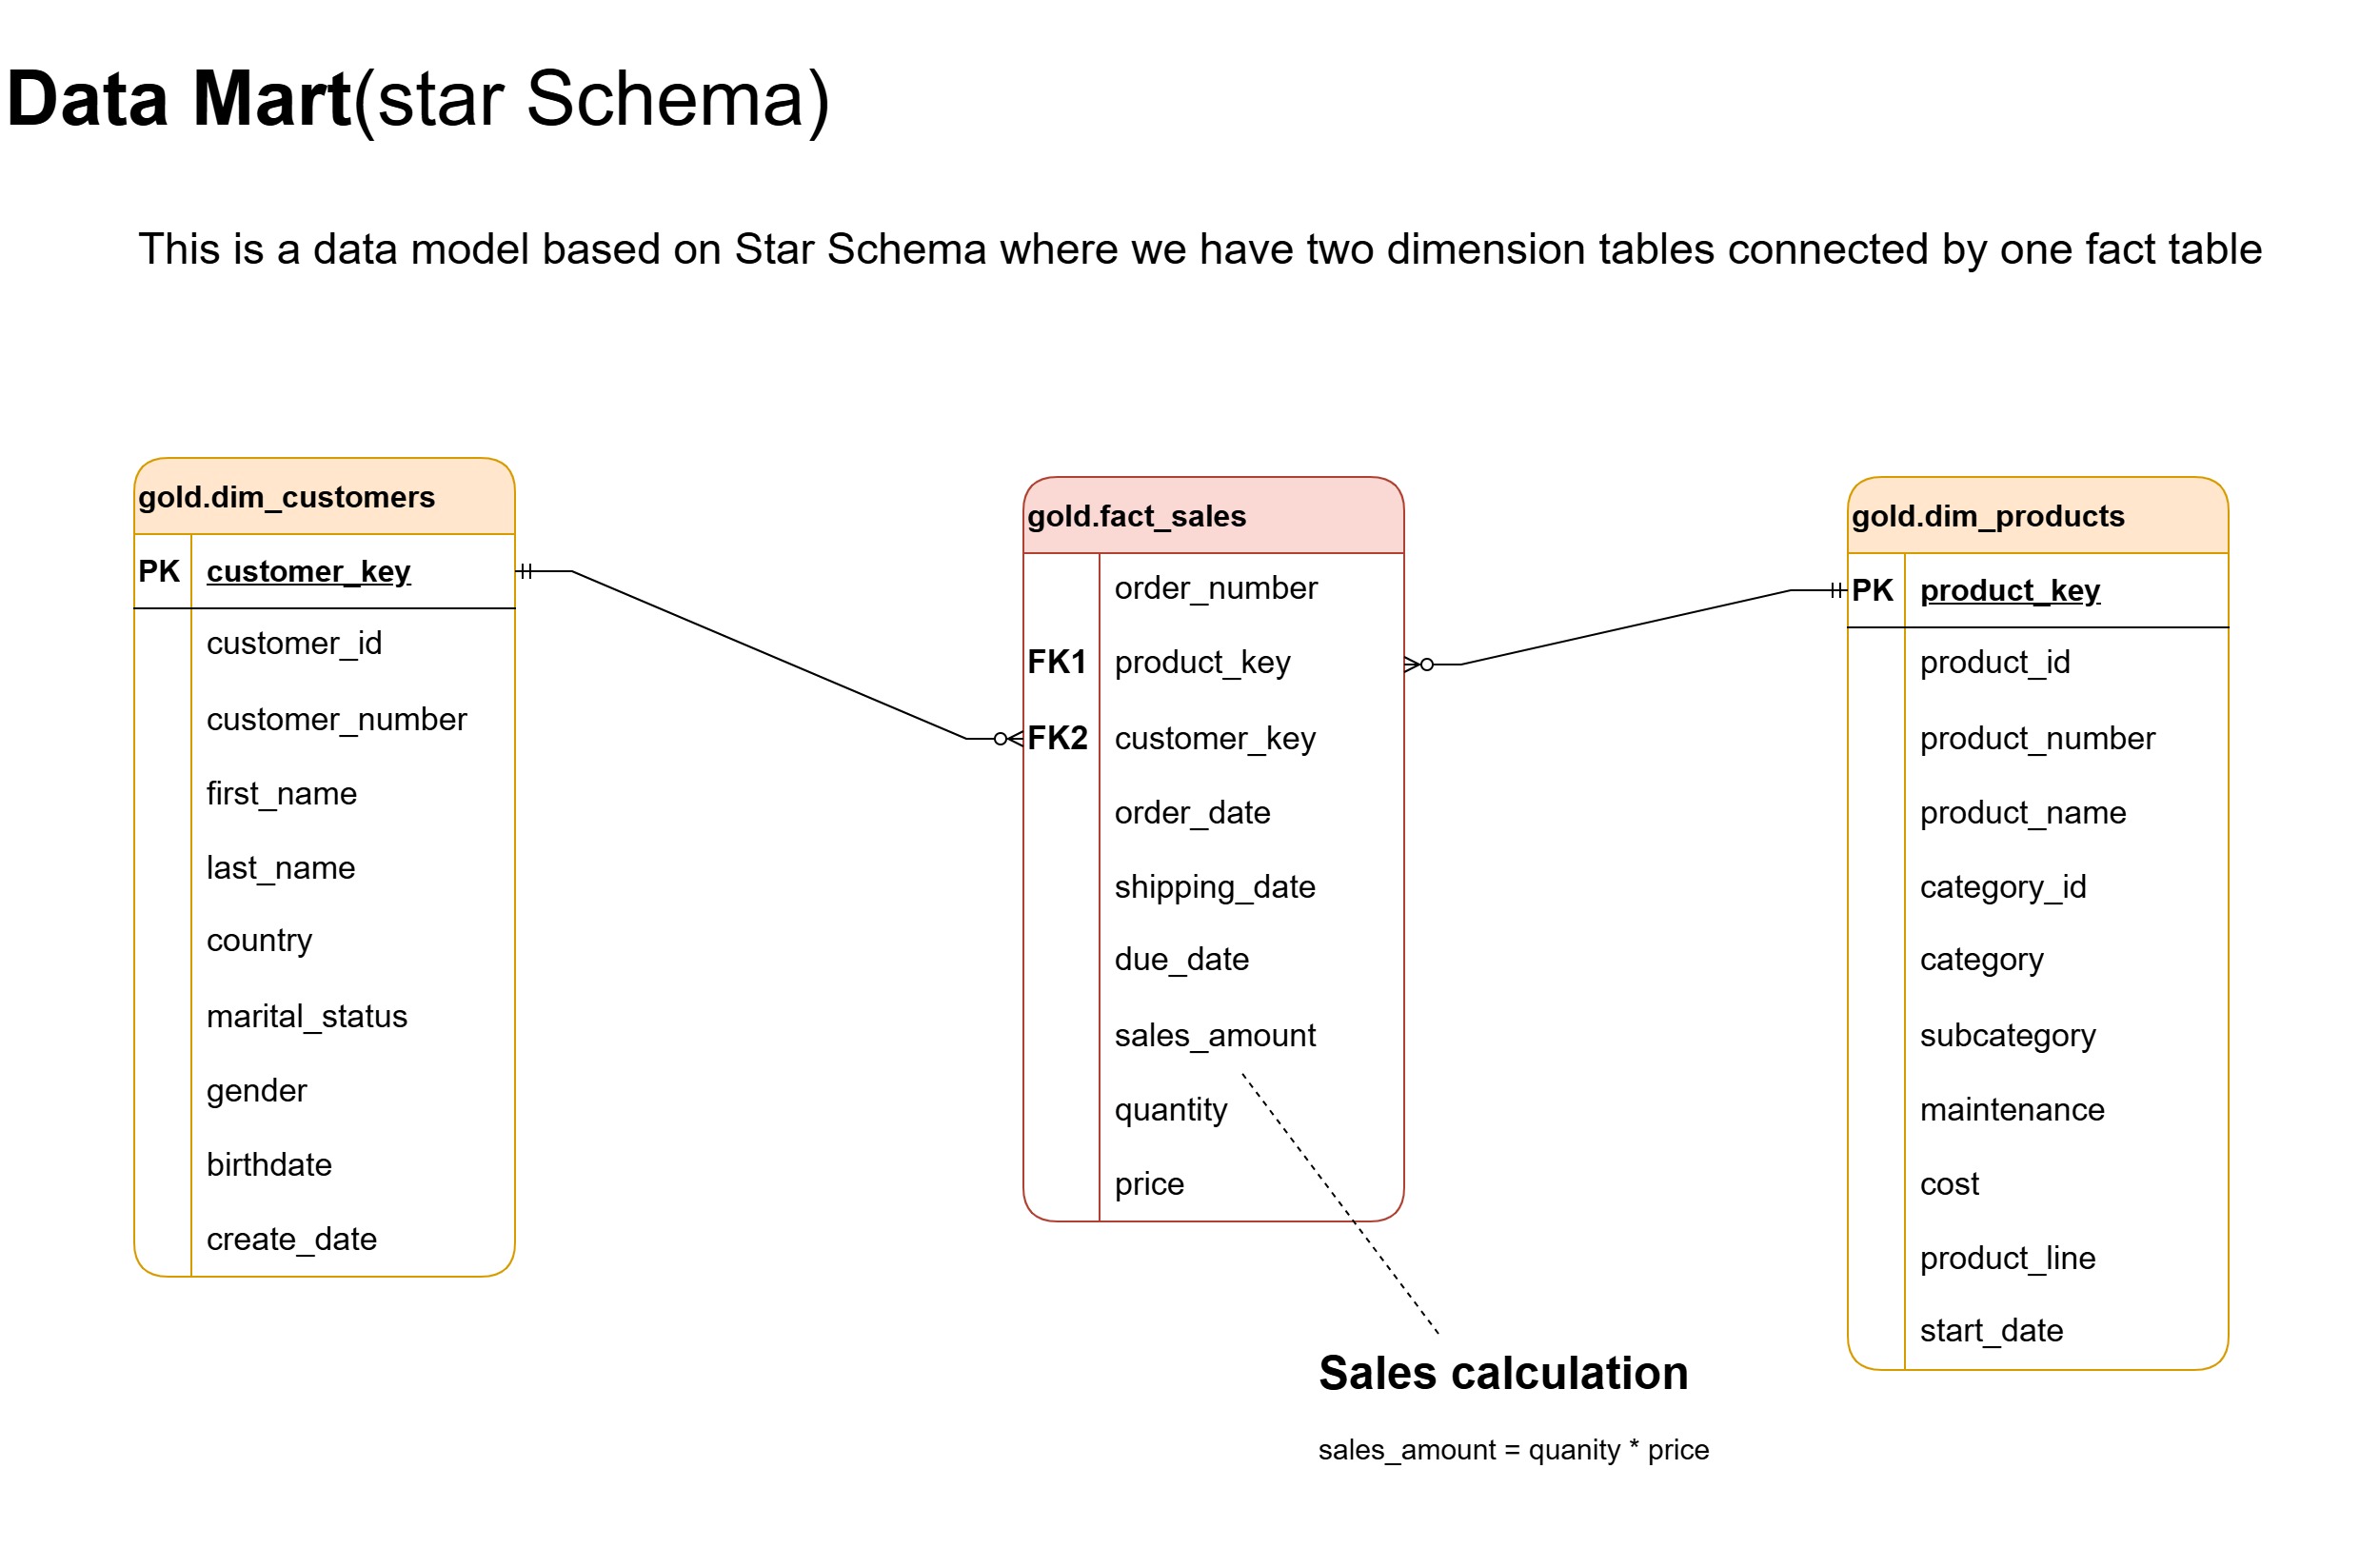 Data Mart(star Schema)
This is a data model based on Star Schema where we have two dimension tables connected by one fact table
gold.dim_customers
PK customer_key
customer_id
customer_number
first_name
last_name
country
marital_status
gender
birthdate
create_date
gold.fact_sales
order_number
FK1 product_key
FK2 customer_key
order_date
shipping_date
due_date
sales_amount
quantity
price
gold.dim_products
PK product_key
product_id
product_number
product_name
category_id
category
subcategory
maintenance
cost
product_line
start_date
Sales calculation
sales_amount = quanity * price